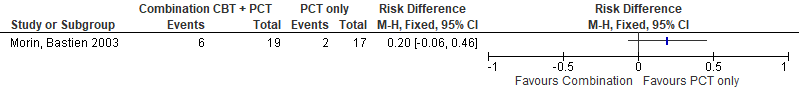 Combination CBT + PCT PCT only Risk Difference Risk Difference
Study or Subgroup Events Total Events Total M-H, Fixed, 95% CI M-H, Fixed, 95% CI
Morin, Bastien 2003 6 19 2 17 0.20 [-0.06, 0.46]
-1 -0.5 0 0.5 1
Favours Combination Favours PCT only